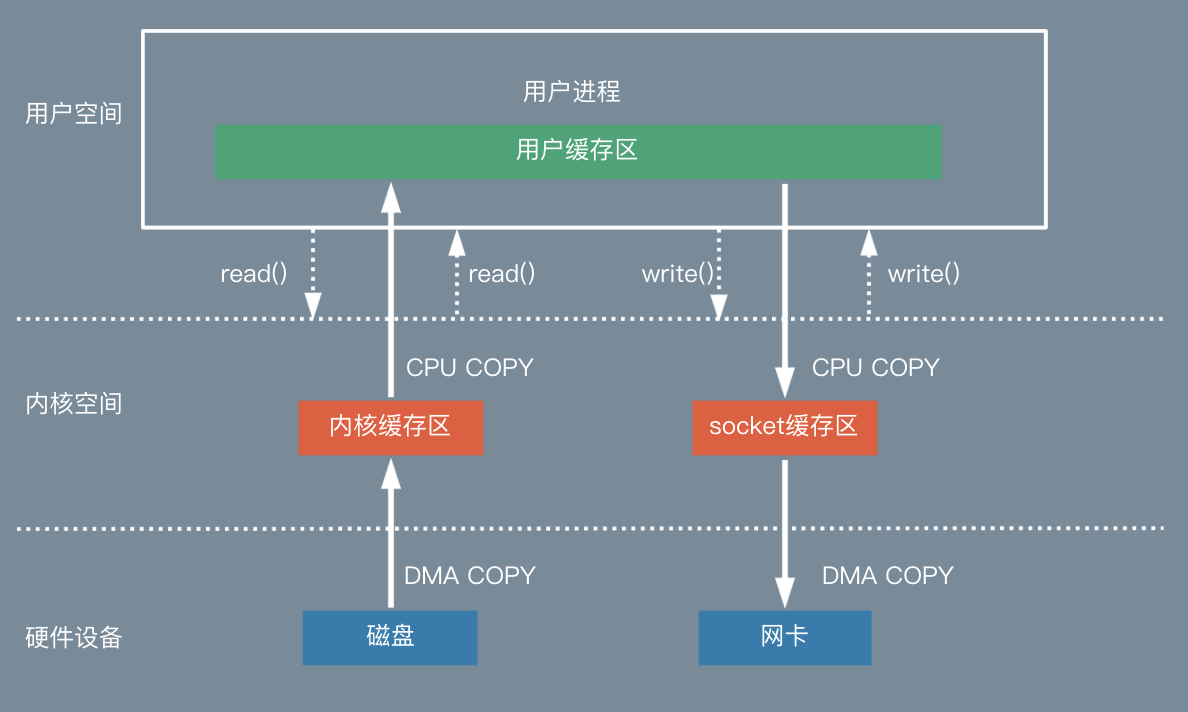 用户进程
用户空间
用户缓存区
read()
read()
write()
write()
CPU COPY
CPU COPY
内核空间
内核缓存区
socket缓存区
DMA COPY
DMA COPY
硬件设备
磁盘
网卡